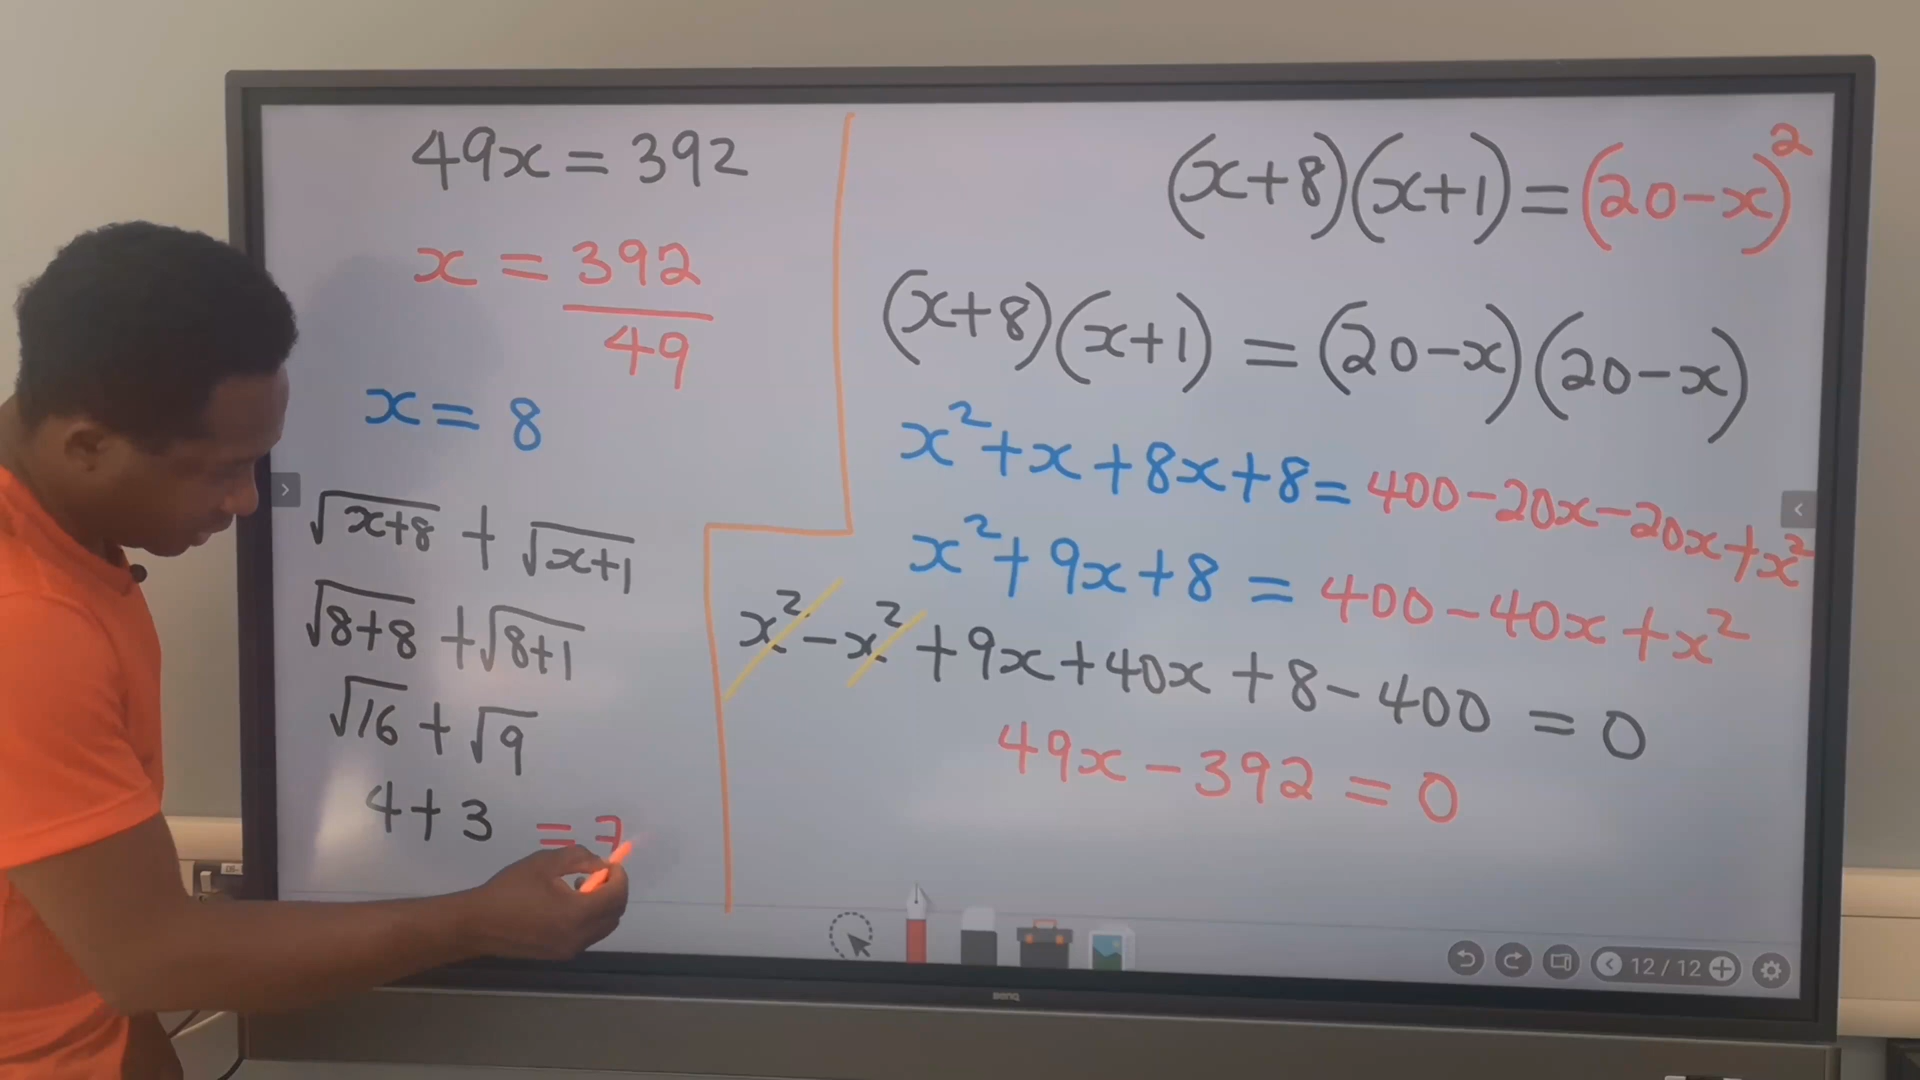 49x = 392
x = 392/49
x = 8
√x+8 + √x+1
√8+8 + √8+1
√16 + √9
4 + 3 = 7
(x+8)(x+1) = (20-x)²
(x+8)(x+1) = (20-x)(20-x)
x² + x + 8x + 8 = 400 - 20x - 20x + x²
x² + 9x + 8 = 400 - 40x + x²
x² - x² + 9x + 40x + 8 - 400 = 0
49x - 392 = 0
12 / 12
BenQ